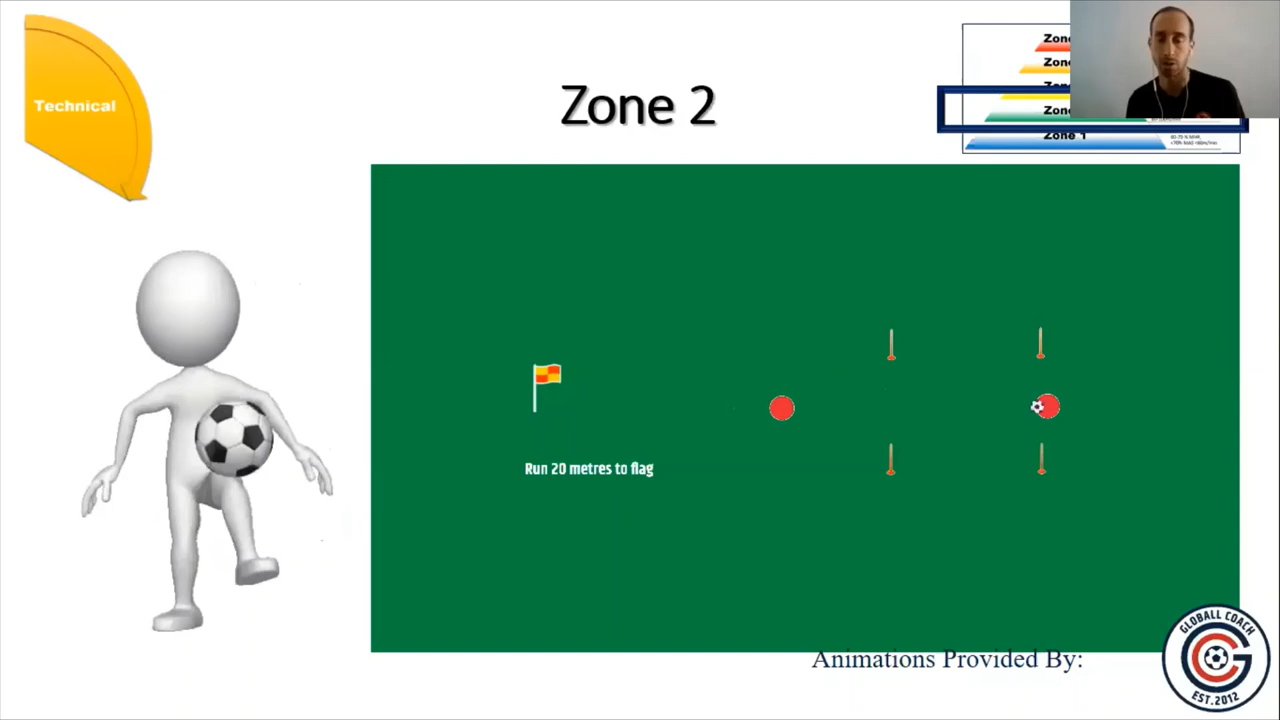 Technical
Zone 2
Zone
Zone
Zone
Zone 1
Run 20 metres to flag
Animations Provided By:
GLOBALL COACH
EST.2012